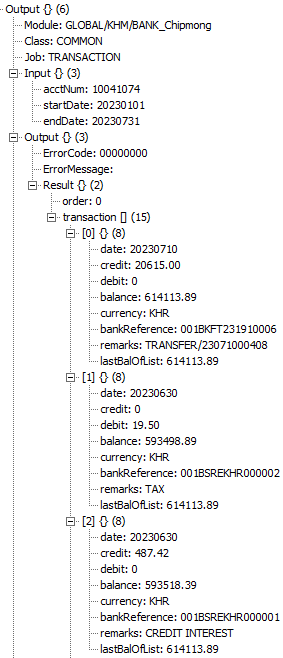 Output {} (6)
Module: GLOBAL/KHM/BANK_Chipmong
Class: COMMON
Job: TRANSACTION
Input {} (3)
acctNum: 10041074
startDate: 20230101
endDate: 20230731
Output {} (3)
ErrorCode: 00000000
ErrorMessage:
Result {} (2)
order: 0
transaction [] (15)
[0] {} (8)
date: 20230710
credit: 20615.00
debit: 0
balance: 614113.89
currency: KHR
bankReference: 001BKFT231910006
remarks: TRANSFER/23071000408
lastBalOfList: 614113.89
[1] {} (8)
date: 20230630
credit: 0
debit: 19.50
balance: 593498.89
currency: KHR
bankReference: 001BSREKHR000002
remarks: TAX
lastBalOfList: 614113.89
[2] {} (8)
date: 20230630
credit: 487.42
debit: 0
balance: 593518.39
currency: KHR
bankReference: 001BSREKHR000001
remarks: CREDIT INTEREST
lastBalOfList: 614113.89